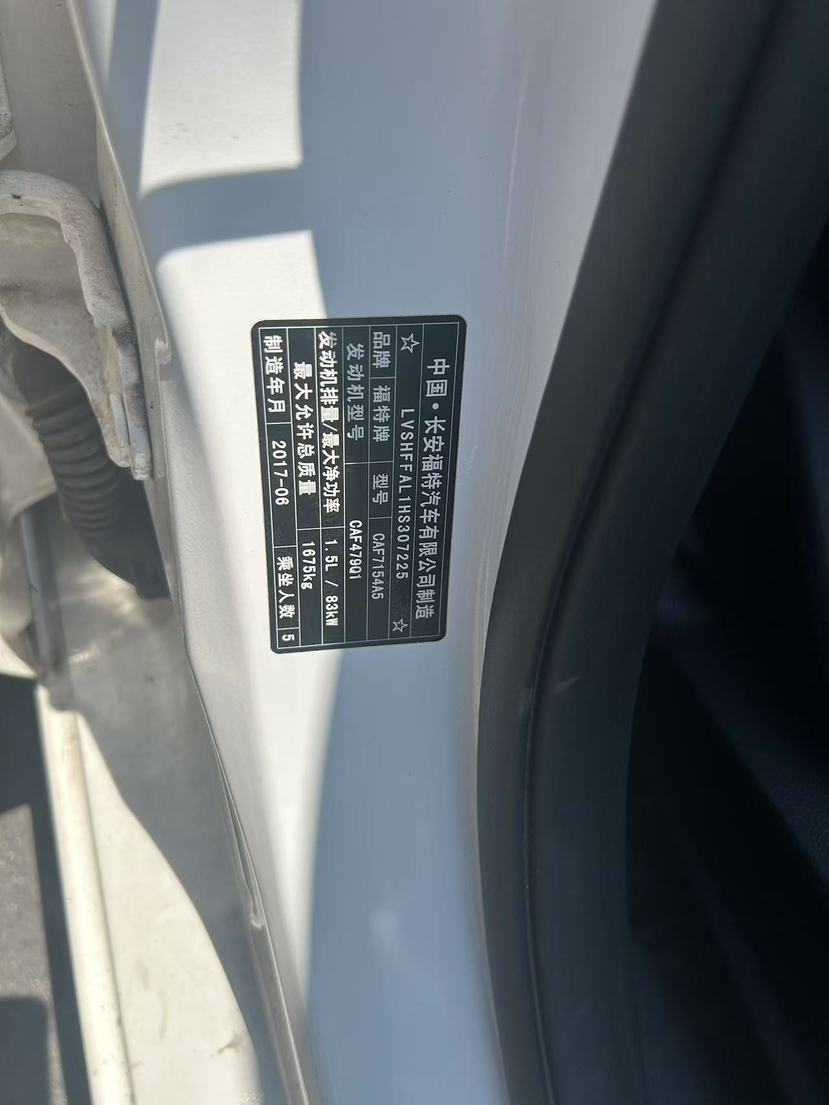 中国·长安福特汽车有限公司制造
☆ LVSHFFAL1HS307225 ☆
品牌 福特牌 型号 CAF7154A5
发动机型号 CAF479Q1
发动机排量/最大净功率 1.5L / 83kW
最大允许总质量 1675kg
制造年月 2017-06 乘坐人数 5